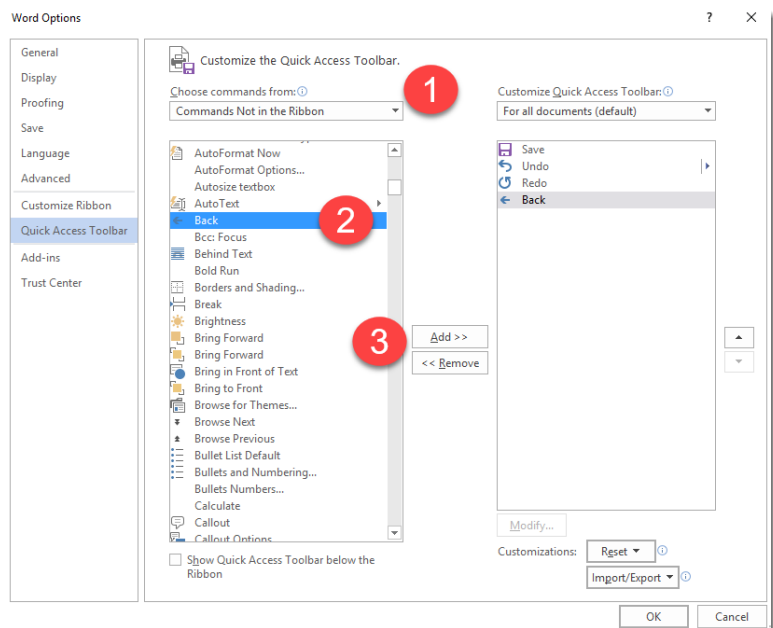 Word Options
?
General
Display
Proofing
Save
Language
Advanced
Customize Ribbon
Quick Access Toolbar
Add-ins
Trust Center
Customize the Quick Access Toolbar.
Choose commands from:
1
Commands Not in the Ribbon
AutoFormat Now
AutoFormat Options...
Autosize textbox
AutoText
Back
2
Bcc: Focus
Behind Text
Bold Run
Borders and Shading...
Break
Brightness
Bring Forward
Bring Forward
Bring in Front of Text
Bring to Front
Browse for Themes...
Browse Next
Browse Previous
Bullet List Default
Bullets and Numbering...
Bullets Numbers...
Calculate
Callout
Callout Options
Show Quick Access Toolbar below the
Ribbon
3
Add >>
<< Remove
Customize Quick Access Toolbar:
For all documents (default)
Save
Undo
Redo
Back
Modify...
Customizations:
Reset
Import/Export
OK
Cancel